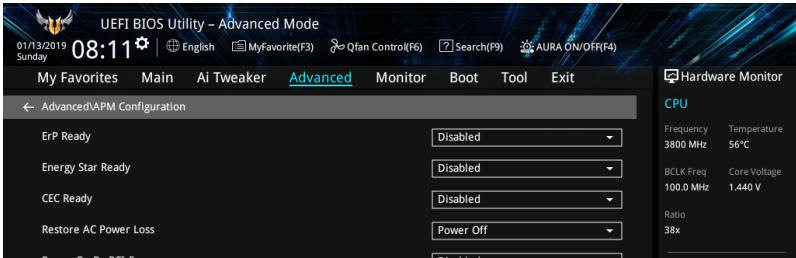 UEFI BIOS Utility – Advanced Mode
01/13/2019
Sunday
08:11
English
MyFavorite(F3)
Qfan Control(F6)
? Search(F9)
AURA ON/OFF(F4)
My Favorites Main Ai Tweaker Advanced Monitor Boot Tool Exit
Hardware Monitor
← Advanced\APM Configuration
ErP Ready Disabled
Energy Star Ready Disabled
CEC Ready Disabled
Restore AC Power Loss Power Off
CPU
Frequency Temperature
3800 MHz 56°C
BCLK Freq Core Voltage
100.0 MHz 1.440 V
Ratio
38x